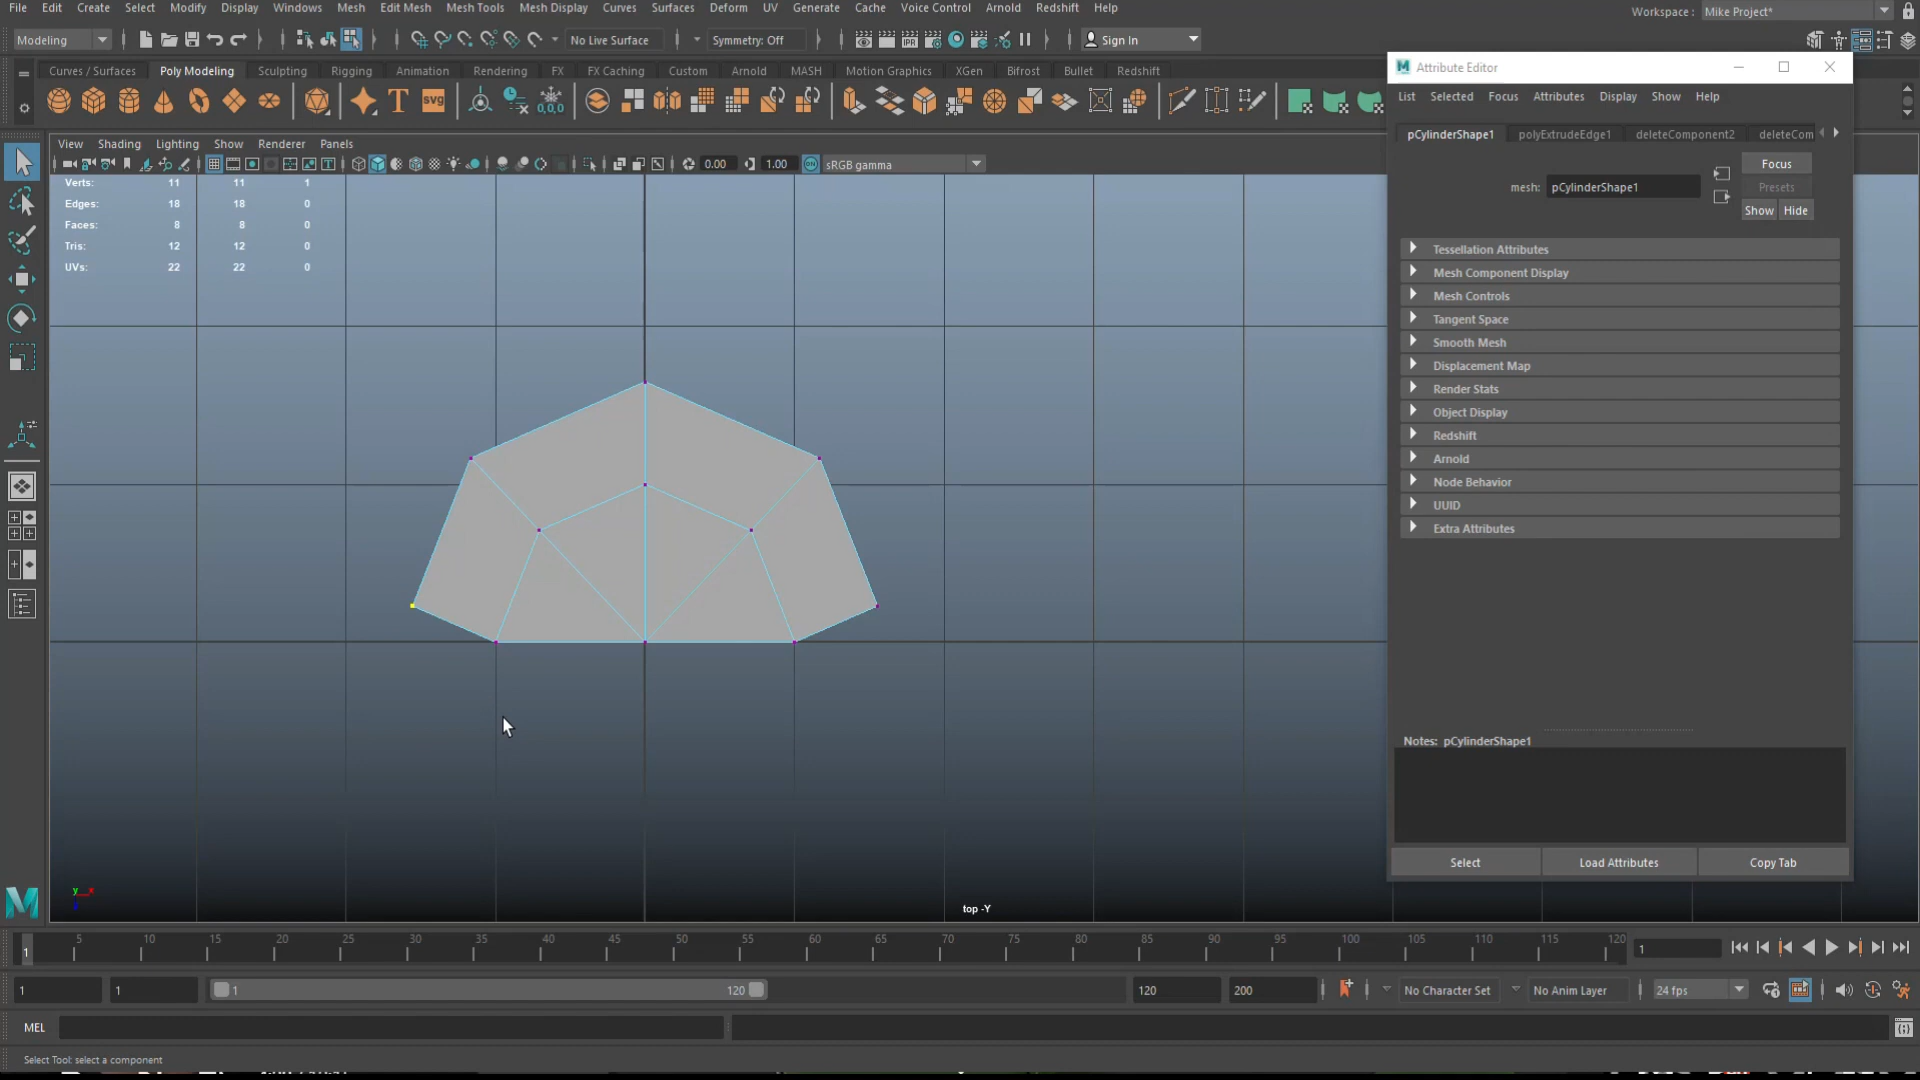 File Edit Create Select Modify Display Windows Mesh Edit Mesh Mesh Tools Mesh Display Curves Surfaces Deform UV Generate Cache Voice Control Arnold Redshift Help
Workspace : Mike Project*
Modeling
No Live Surface
Symmetry: Off
IPR
Sign In
Curves / Surfaces Poly Modeling Sculpting Rigging Animation Rendering FX FX Caching Custom Arnold MASH Motion Graphics XGen Bifrost Bullet Redshift
T SVG 0,0,0
View Shading Lighting Show Renderer Panels
0.00 1.00 ON sRGB gamma
Verts: 11 11 1
Edges: 18 18 0
Faces: 8 8 0
Tris: 12 12 0
UVs: 22 22 0
y x
top -Y
M Attribute Editor
List Selected Focus Attributes Display Show Help
pCylinderShape1 polyExtrudeEdge1 deleteComponent2 deleteCom
mesh: pCylinderShape1
Focus
Presets
Show Hide
Tessellation Attributes
Mesh Component Display
Mesh Controls
Tangent Space
Smooth Mesh
Displacement Map
Render Stats
Object Display
Redshift
Arnold
Node Behavior
UUID
Extra Attributes
Notes: pCylinderShape1
Select Load Attributes Copy Tab
M
1 5 10 15 20 25 30 35 40 45 50 55 60 65 70 75 80 85 90 95 100 105 110 115 120
1
1 1 1 120 120 200 No Character Set No Anim Layer 24 fps
MEL
Select Tool: select a component